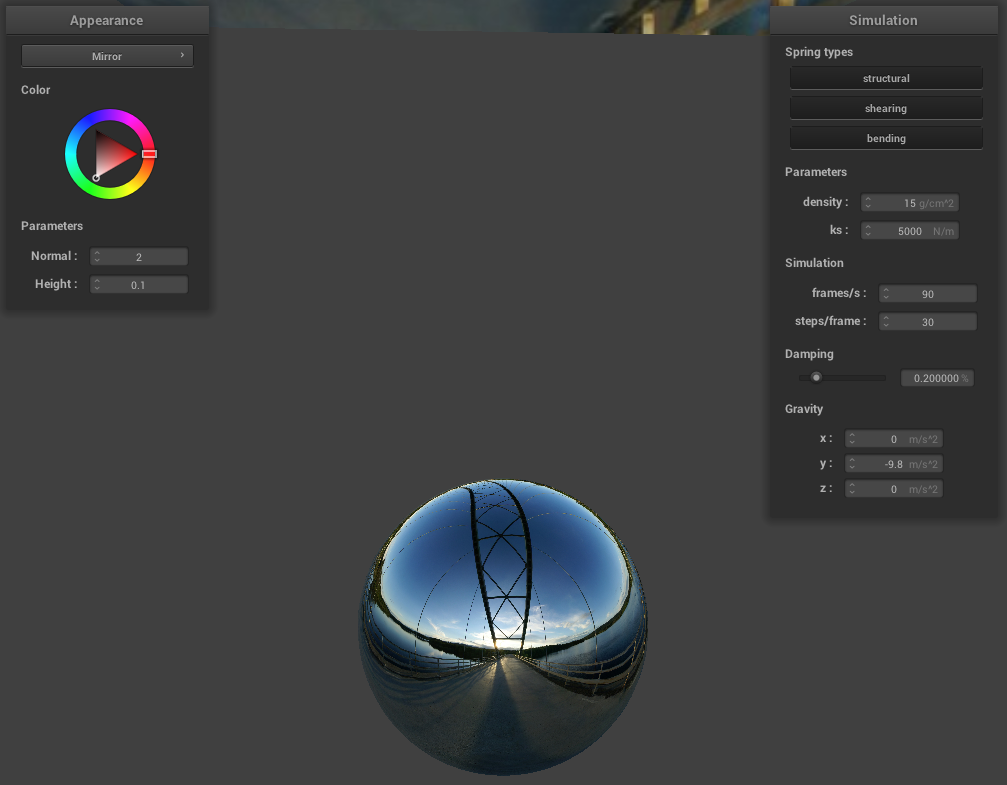 Appearance
Mirror
Color
Parameters
Normal : 2
Height : 0.1
Simulation
Spring types
structural
shearing
bending
Parameters
density : 15 g/cm^2
ks : 5000 N/m
Simulation
frames/s : 90
steps/frame : 30
Damping
0.200000 %
Gravity
x : 0 m/s^2
y : -9.8 m/s^2
z : 0 m/s^2